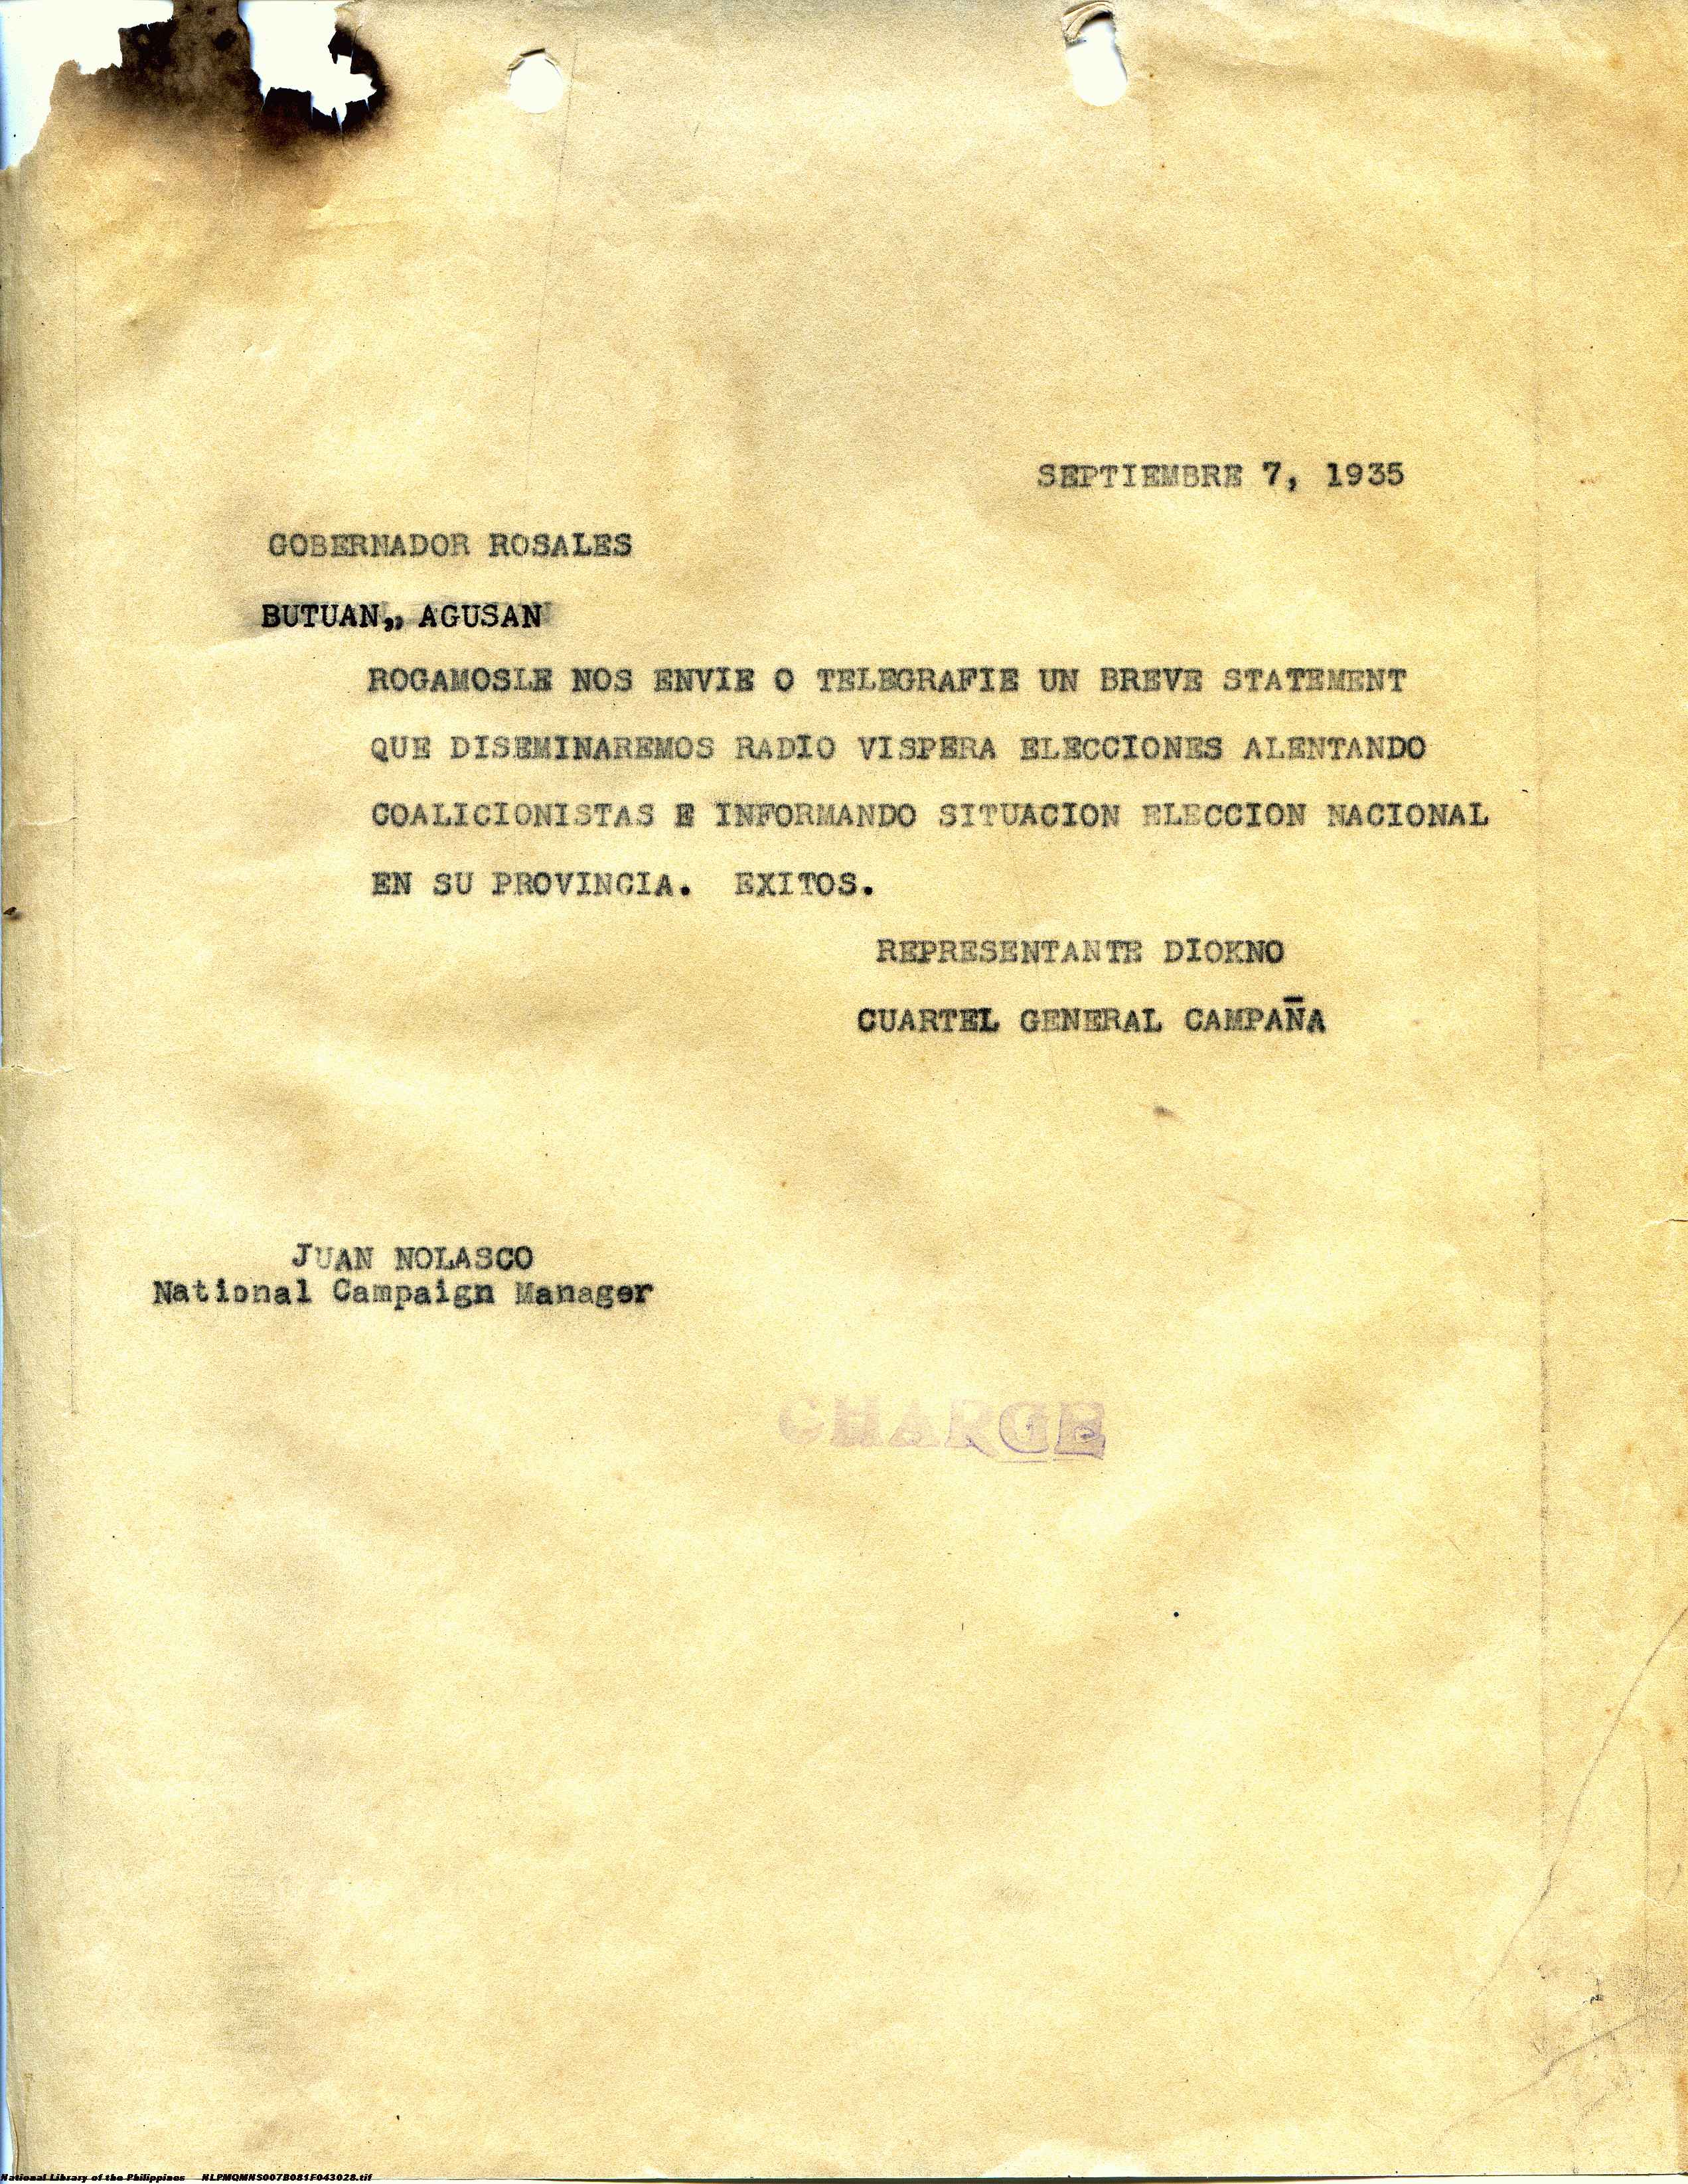 SEPTIEMBRE 7, 1935
GOBERNADOR ROSALES
BUTUAN,, AGUSAN
ROGAMOSLE NOS ENVIE O TELEGRAFIE UN BREVE STATEMENT
QUE DISEMINAREMOS RADIO VISPERA ELECCIONES ALENTANDO
COALICIONISTAS E INFORMANDO SITUACION ELECCION NACIONAL
EN SU PROVINCIA. EXITOS.
REPRESENTANTE DIOKNO
CUARTEL GENERAL CAMPAÑA
JUAN NOLASCO
National Campaign Manager
CHARGE
National Library of the Philippines NLPMQMNS007B081F043028.tif